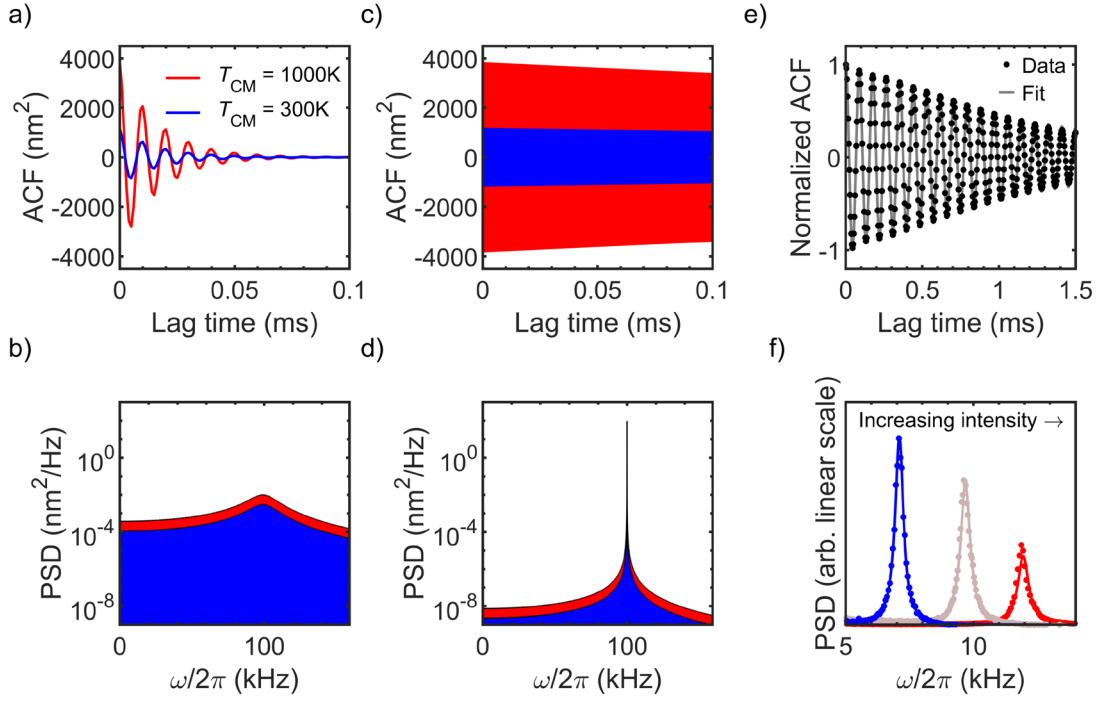 a)
ACF (nm²)
4000
2000
0
-2000
-4000
T_CM = 1000K
T_CM = 300K
0 0.05 0.1
Lag time (ms)
c)
ACF (nm²)
4000
2000
0
-2000
-4000
0 0.05 0.1
Lag time (ms)
e)
Normalized ACF
1
0
-1
Data
Fit
0 0.5 1 1.5
Lag time (ms)
b)
PSD (nm²/Hz)
10⁰
10⁻⁴
10⁻⁸
0 100
ω/2π (kHz)
d)
PSD (nm²/Hz)
10⁰
10⁻⁴
10⁻⁸
0 100
ω/2π (kHz)
f)
PSD (arb. linear scale)
Increasing intensity →
5 10
ω/2π (kHz)